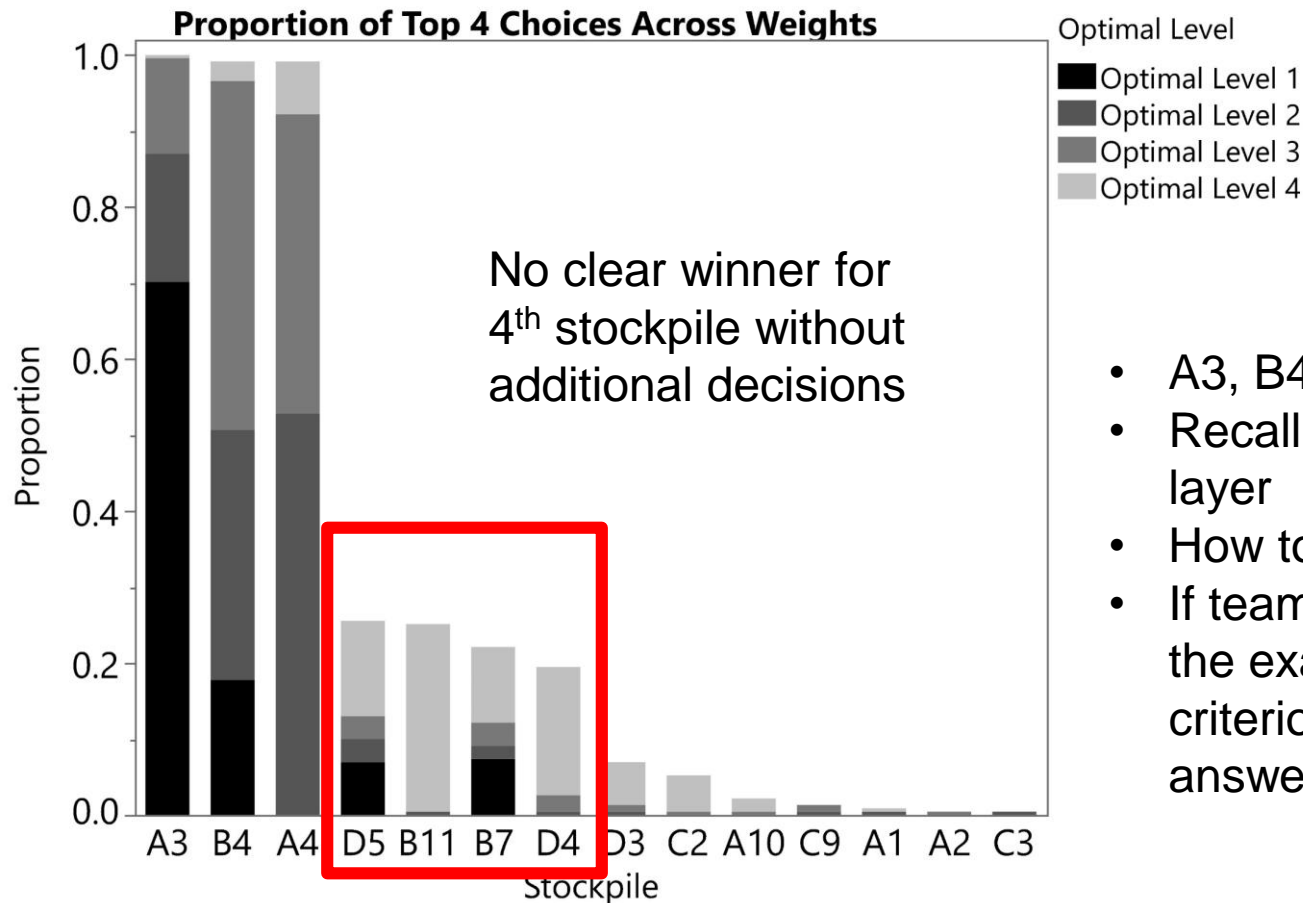 Proportion of Top 4 Choices Across Weights
Optimal Level
Optimal Level 1
Optimal Level 2
Optimal Level 3
Optimal Level 4
1.0
0.8
0.6
0.4
0.2
0.0
Proportion
No clear winner for
4th stockpile without
additional decisions
A3 B4 A4 D5 B11 B7 D4 D3 C2 A10 C9 A1 A2 C3
Stockpile
• A3, B4
• Recall
layer
• How to
• If team
the exa
criterio
answe